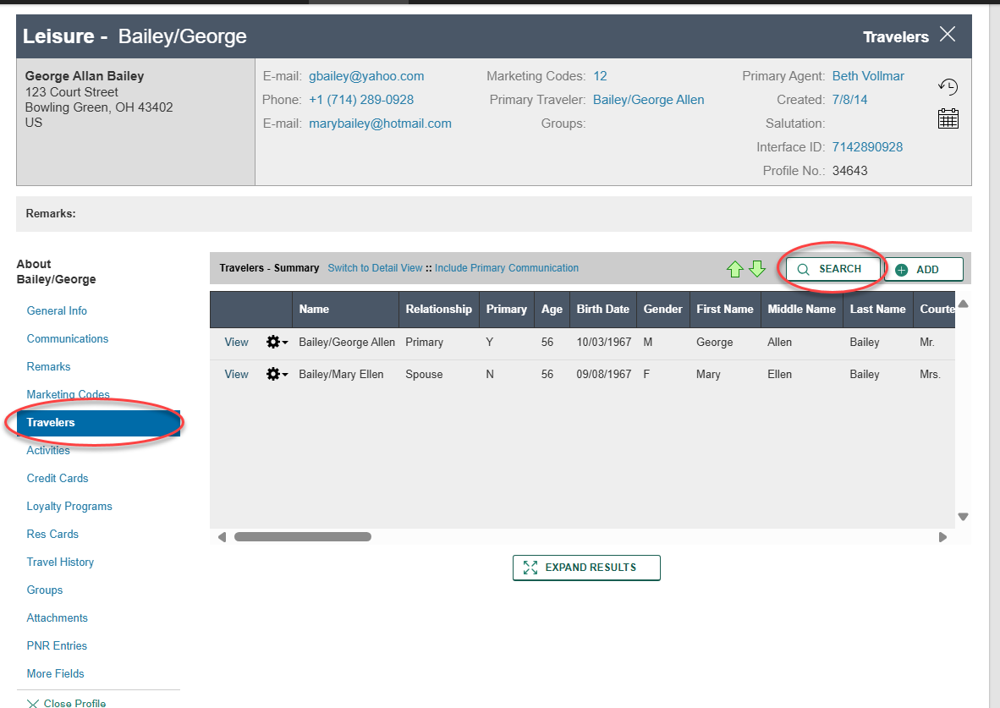 Leisure - Bailey/George
Travelers
George Allan Bailey
123 Court Street
Bowling Green, OH 43402
US
E-mail: gbailey@yahoo.com
Phone: +1 (714) 289-0928
E-mail: marybailey@hotmail.com
Marketing Codes: 12
Primary Traveler: Bailey/George Allen
Groups:
Primary Agent: Beth Vollmar
Created: 7/8/14
Salutation:
Interface ID: 7142890928
Profile No.: 34643
Remarks:
About
Bailey/George
General Info
Communications
Remarks
Marketing Codes
Travelers
Activities
Credit Cards
Loyalty Programs
Res Cards
Travel History
Groups
Attachments
PNR Entries
More Fields
Close Profile
Travelers - Summary Switch to Detail View :: Include Primary Communication
SEARCH
ADD
Name Relationship Primary Age Birth Date Gender First Name Middle Name Last Name Courte
View Bailey/George Allen Primary Y 56 10/03/1967 M George Allen Bailey Mr.
View Bailey/Mary Ellen Spouse N 56 09/08/1967 F Mary Ellen Bailey Mrs.
EXPAND RESULTS